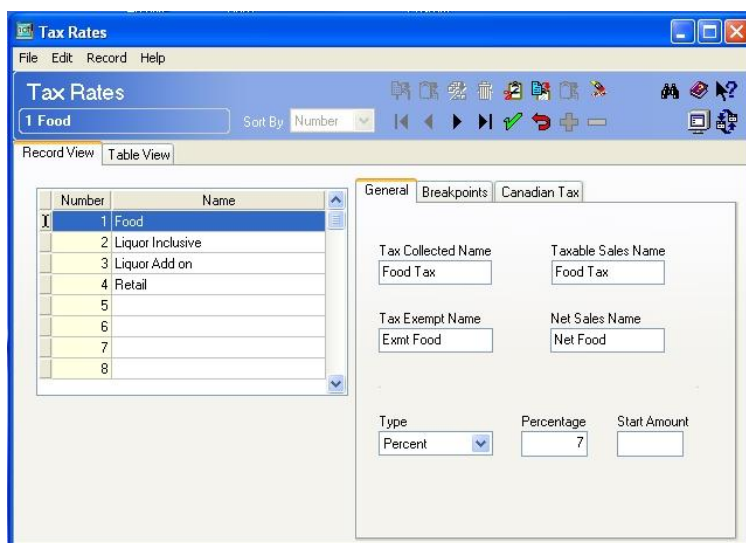 Tax Rates
File Edit Record Help
Tax Rates
1 Food
Sort By Number
Record View Table View
Number Name
1 Food
2 Liquor Inclusive
3 Liquor Add on
4 Retail
5
6
7
8
General Breakpoints Canadian Tax
Tax Collected Name Taxable Sales Name
Food Tax Food Tax
Tax Exempt Name Net Sales Name
Exmt Food Net Food
Type Percentage Start Amount
Percent 7